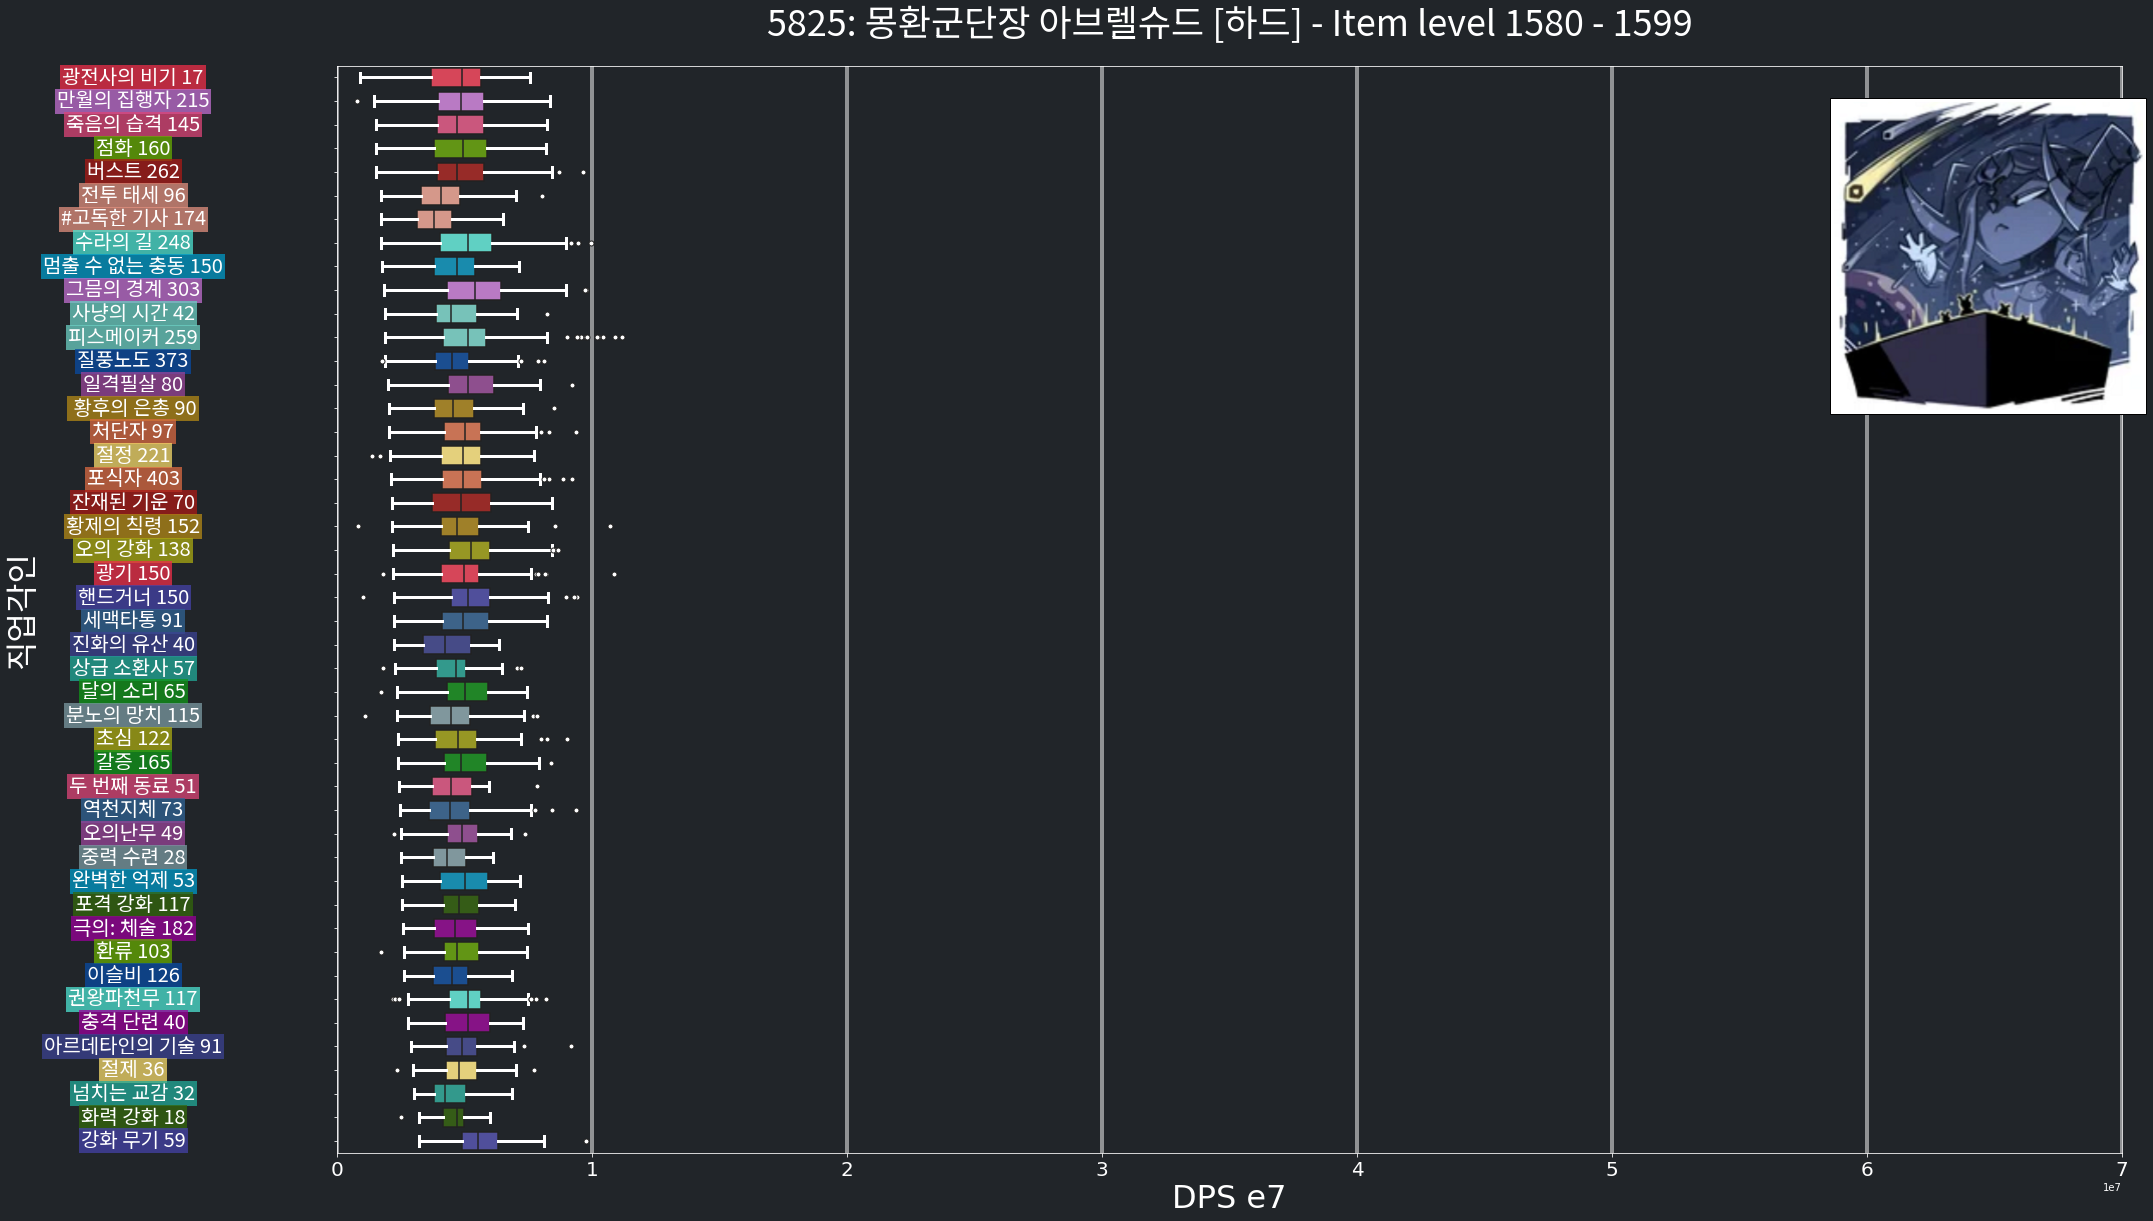 5825: 몽환군단장 아브렐슈드 [하드] - Item level 1580 - 1599
직업각인
광전사의 비기 17
만월의 집행자 215
죽음의 습격 145
점화 160
버스트 262
전투 태세 96
#고독한 기사 174
수라의 길 248
멈출 수 없는 충동 150
그믐의 경계 303
사냥의 시간 42
피스메이커 259
질풍노도 373
일격필살 80
황후의 은총 90
처단자 97
절정 221
포식자 403
잔재된 기운 70
황제의 칙령 152
오의 강화 138
광기 150
핸드거너 150
세맥타통 91
진화의 유산 40
상급 소환사 57
달의 소리 65
분노의 망치 115
초심 122
갈증 165
두 번째 동료 51
역천지체 73
오의난무 49
중력 수련 28
완벽한 억제 53
포격 강화 117
극의: 체술 182
환류 103
이슬비 126
권왕파천무 117
충격 단련 40
아르데타인의 기술 91
절제 36
넘치는 교감 32
화력 강화 18
강화 무기 59
0 1 2 3 4 5 6 7
1e7
DPS e7